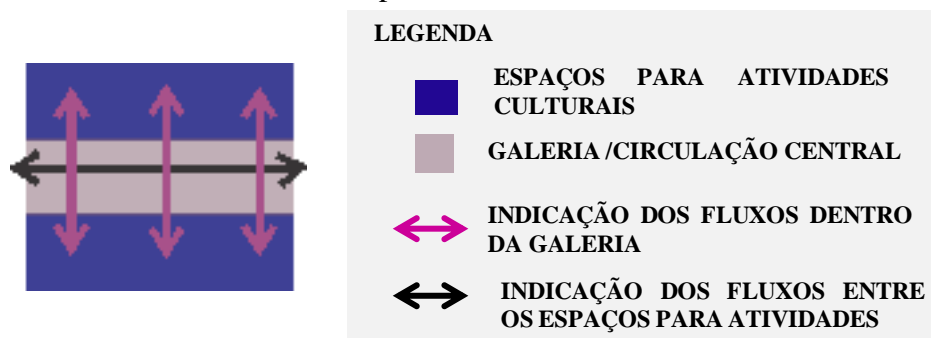 LEGENDA
ESPAÇOS PARA ATIVIDADES
CULTURAIS
GALERIA /CIRCULAÇÃO CENTRAL
INDICAÇÃO DOS FLUXOS DENTRO
DA GALERIA
INDICAÇÃO DOS FLUXOS ENTRE
OS ESPAÇOS PARA ATIVIDADES